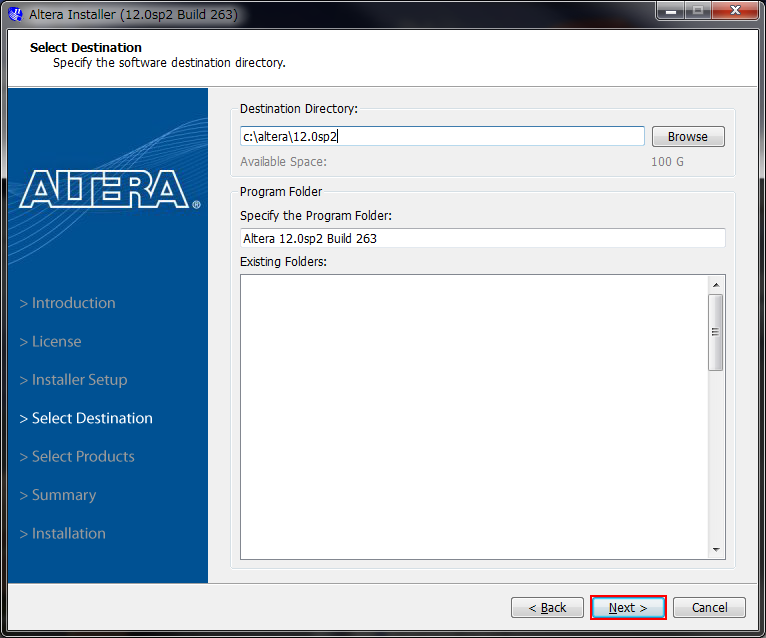 Altera Installer (12.0sp2 Build 263)
Select Destination
Specify the software destination directory.
ALTERA®
> Introduction
> License
> Installer Setup
> Select Destination
> Select Products
> Summary
> Installation
Destination Directory:
c:\altera\12.0sp2
Browse
Available Space: 100 G
Program Folder
Specify the Program Folder:
Altera 12.0sp2 Build 263
Existing Folders:
< Back
Next >
Cancel